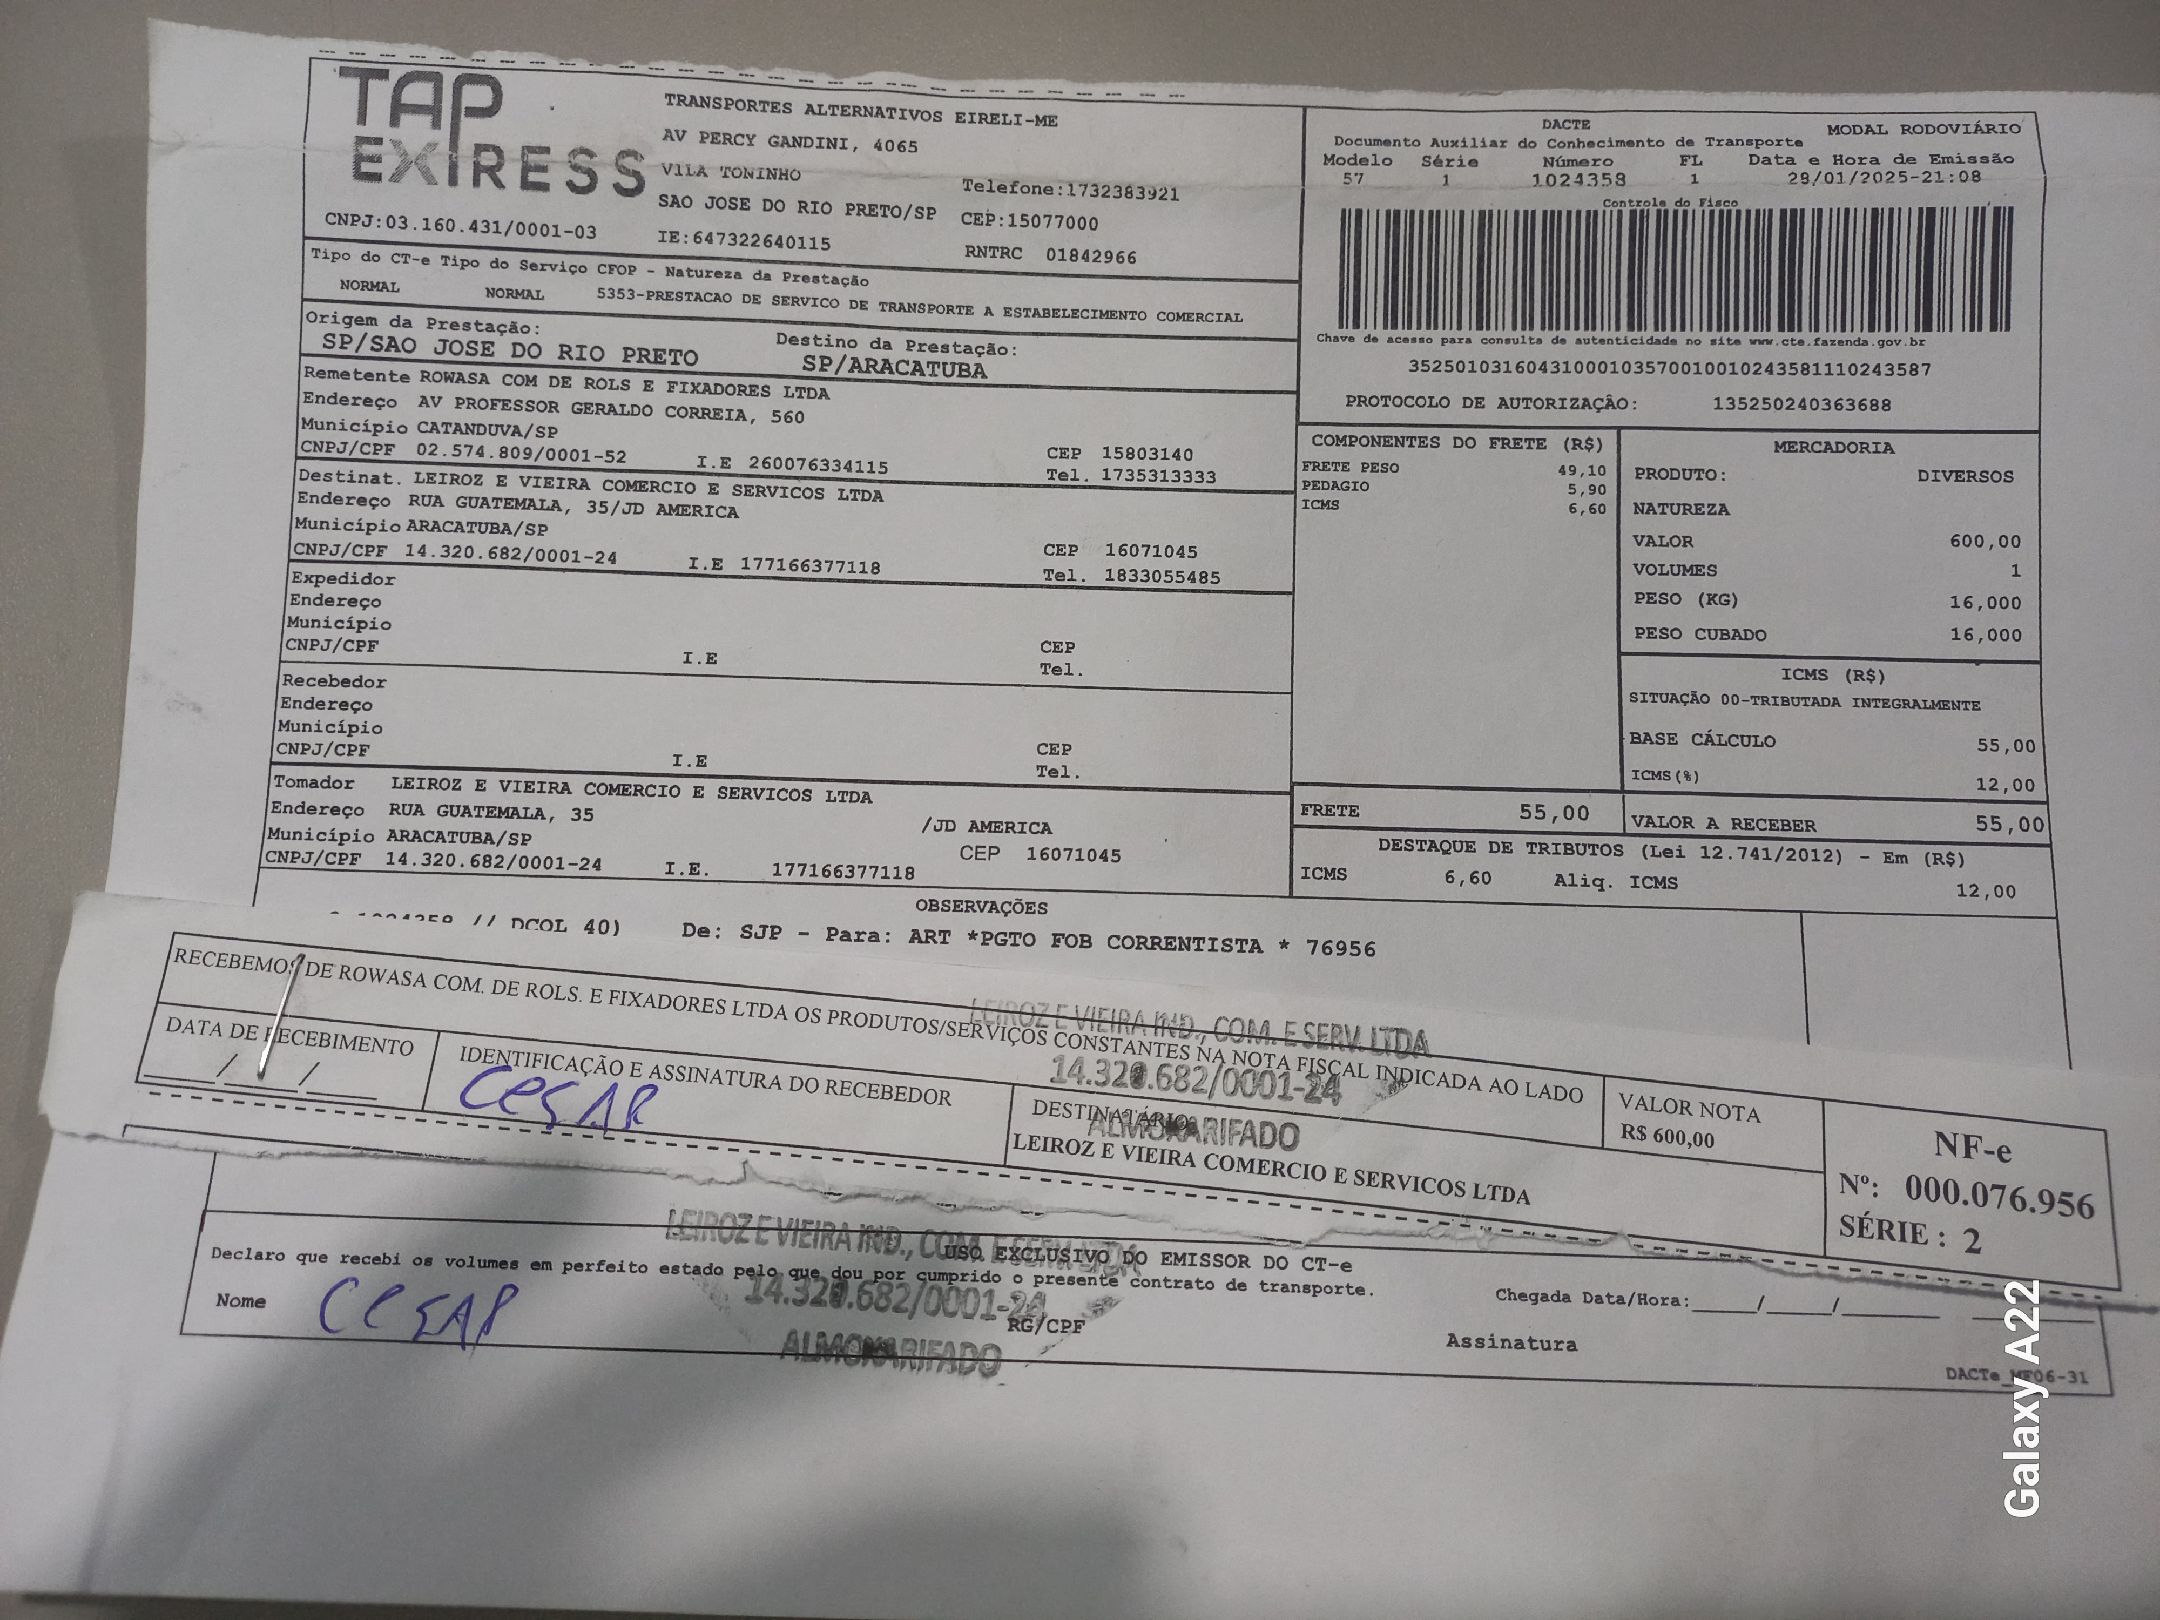 TAP EXPRESS
TRANSPORTES ALTERNATIVOS EIRELI-ME
AV PERCY GANDINI, 4065
VILA TONINHO
Telefone:1732383921
SAO JOSE DO RIO PRETO/SP CEP:15077000
CNPJ:03.160.431/0001-03 IE:647322640115 RNTRC 01842966
DACTE MODAL RODOVIÁRIO
Documento Auxiliar do Conhecimento de Transporte
Modelo Série Número FL Data e Hora de Emissão
57 1 1024358 1 28/01/2025-21:08
Controle do Fisco
Chave de acesso para consulta de autenticidade no site www.cte.fazenda.gov.br
35250103160431000103570010010243581110243587
PROTOCOLO DE AUTORIZAÇÃO: 135250240363688
Tipo do CT-e Tipo do Serviço CFOP - Natureza da Prestação
NORMAL NORMAL 5353-PRESTACAO DE SERVICO DE TRANSPORTE A ESTABELECIMENTO COMERCIAL
Origem da Prestação: Destino da Prestação:
SP/SAO JOSE DO RIO PRETO SP/ARACATUBA
Remetente ROWASA COM DE ROLS E FIXADORES LTDA
Endereço AV PROFESSOR GERALDO CORREIA, 560
Município CATANDUVA/SP CEP 15803140
CNPJ/CPF 02.574.809/0001-52 I.E 260076334115 Tel. 1735313333
Destinat. LEIROZ E VIEIRA COMERCIO E SERVICOS LTDA
Endereço RUA GUATEMALA, 35/JD AMERICA
Município ARACATUBA/SP CEP 16071045
CNPJ/CPF 14.320.682/0001-24 I.E 177166377118 Tel. 1833055485
Expedidor
Endereço
Município CEP
CNPJ/CPF I.E Tel.
Recebedor
Endereço
Município CEP
CNPJ/CPF I.E Tel.
Tomador LEIROZ E VIEIRA COMERCIO E SERVICOS LTDA
Endereço RUA GUATEMALA, 35 /JD AMERICA
Município ARACATUBA/SP CEP 16071045
CNPJ/CPF 14.320.682/0001-24 I.E. 177166377118
COMPONENTES DO FRETE (R$)
FRETE PESO 49,10
PEDAGIO 5,90
ICMS 6,60
MERCADORIA
PRODUTO: DIVERSOS
NATUREZA
VALOR 600,00
VOLUMES 1
PESO (KG) 16,000
PESO CUBADO 16,000
ICMS (R$)
SITUAÇÃO 00-TRIBUTADA INTEGRALMENTE
BASE CÁLCULO 55,00
ICMS(%) 12,00
FRETE 55,00 VALOR A RECEBER 55,00
DESTAQUE DE TRIBUTOS (Lei 12.741/2012) - Em (R$)
ICMS 6,60 Aliq. ICMS 12,00
OBSERVAÇÕES
// DCOL 40) De: SJP - Para: ART *PGTO FOB CORRENTISTA * 76956
RECEBEMOS DE ROWASA COM. DE ROLS. E FIXADORES LTDA OS PRODUTOS/SERVIÇOS CONSTANTES NA NOTA FISCAL INDICADA AO LADO
LEIROZ E VIEIRA IND., COM. E SERV. LTDA
14.320.682/0001-24
ALMOXARIFADO
DATA DE RECEBIMENTO
___/___/___
IDENTIFICAÇÃO E ASSINATURA DO RECEBEDOR
CESAR
DESTINATÁRIO
LEIROZ E VIEIRA COMERCIO E SERVICOS LTDA
VALOR NOTA
R$ 600,00
NF-e
Nº: 000.076.956
SÉRIE : 2
LEIROZ E VIEIRA IND., COM. E SERV. LTDA
14.320.682/0001-24
ALMOXARIFADO
USO EXCLUSIVO DO EMISSOR DO CT-e
Declaro que recebi os volumes em perfeito estado pelo que dou por cumprido o presente contrato de transporte.
Nome CESAR RG/CPF
Chegada Data/Hora:_____/_____/_______
Assinatura
Galaxy A22